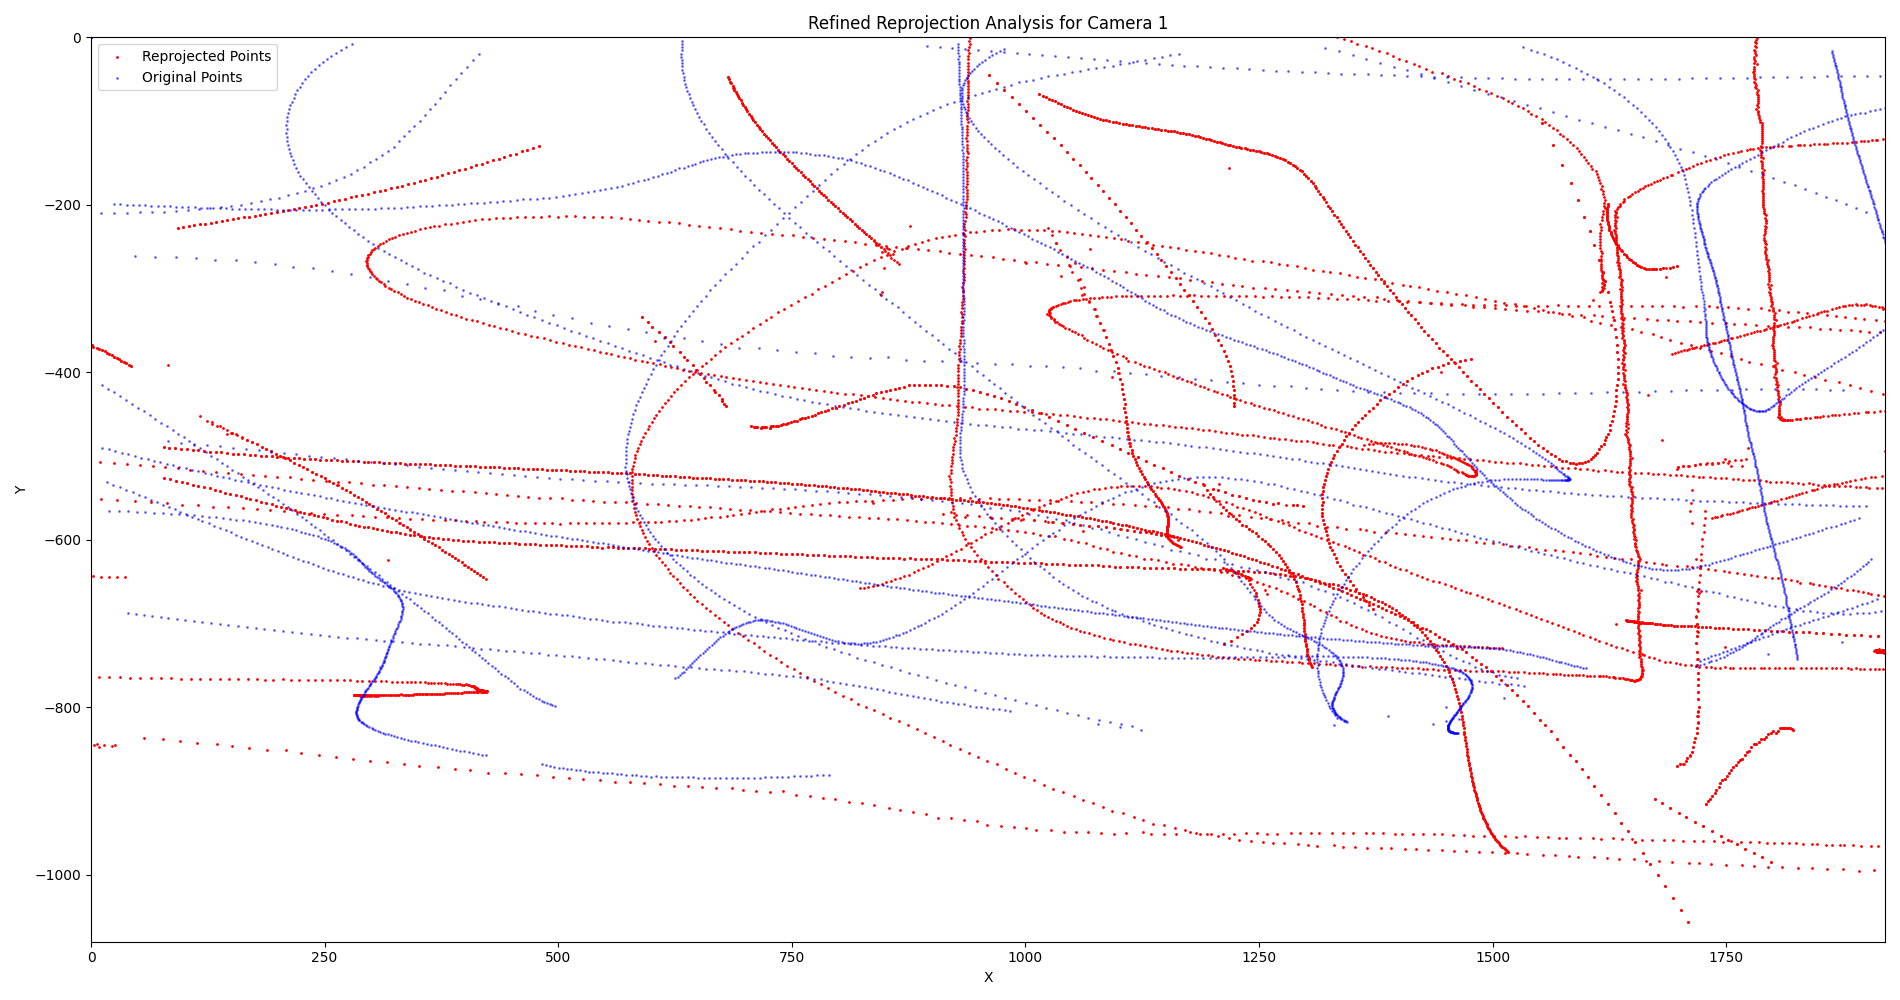 Refined Reprojection Analysis for Camera 1
Reprojected Points
Original Points
0
−200
−400
−600
−800
−1000
Y
0
250
500
750
1000
1250
1500
1750
X